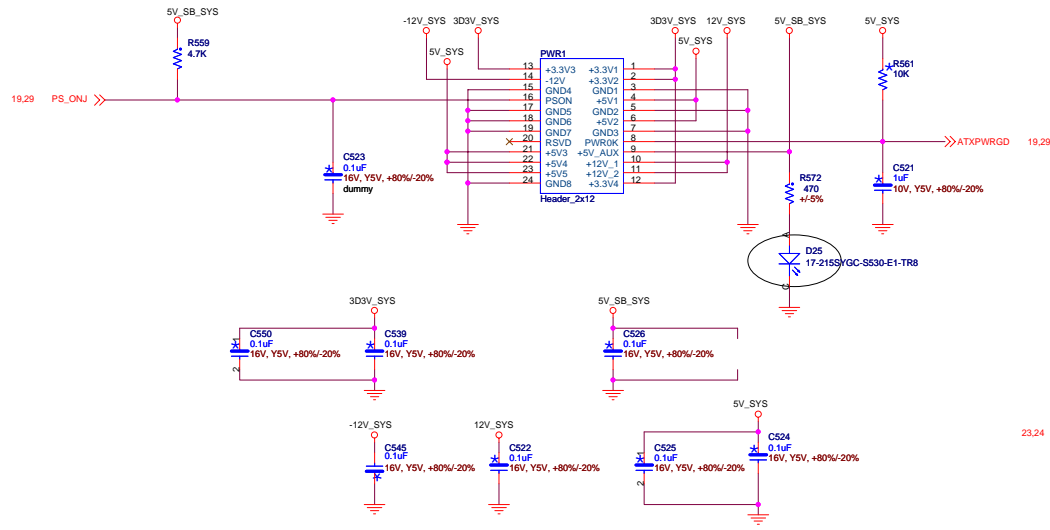 5V_SB_SYS
-12V_SYS 3D3V_SYS
3D3V_SYS 12V_SYS
5V_SB_SYS
5V_SYS
5V_SYS
5V_SYS
R559
4.7K
PWR1
R561
10K
19,29 PS_ONJ
13 +3.3V3 +3.3V1 1
14 -12V +3.3V2 2
15 GND4 GND1 3
16 PSON +5V1 4
17 GND5 GND2 5
18 GND6 +5V2 6
19 GND7 GND3 7
20 RSVD PWR0K 8
21 +5V3 +5V_AUX 9
22 +5V4 +12V_1 10
23 +5V5 +12V_2 11
24 GND8 +3.3V4 12
Header_2x12
ATXPWRGD 19,29
C523
0.1uF
16V, Y5V, +80%/-20%
dummy
R572
470
+/-5%
C521
1uF
10V, Y5V, +80%/-20%
A
D25
17-215SYGC-S530-E1-TR8
C
3D3V_SYS
5V_SB_SYS
C550
0.1uF
16V, Y5V, +80%/-20%
1
2
C539
0.1uF
16V, Y5V, +80%/-20%
C526
0.1uF
16V, Y5V, +80%/-20%
-12V_SYS
12V_SYS
5V_SYS
C545
0.1uF
16V, Y5V, +80%/-20%
C522
0.1uF
16V, Y5V, +80%/-20%
C525
0.1uF
16V, Y5V, +80%/-20%
1
2
C524
0.1uF
16V, Y5V, +80%/-20%
23,24